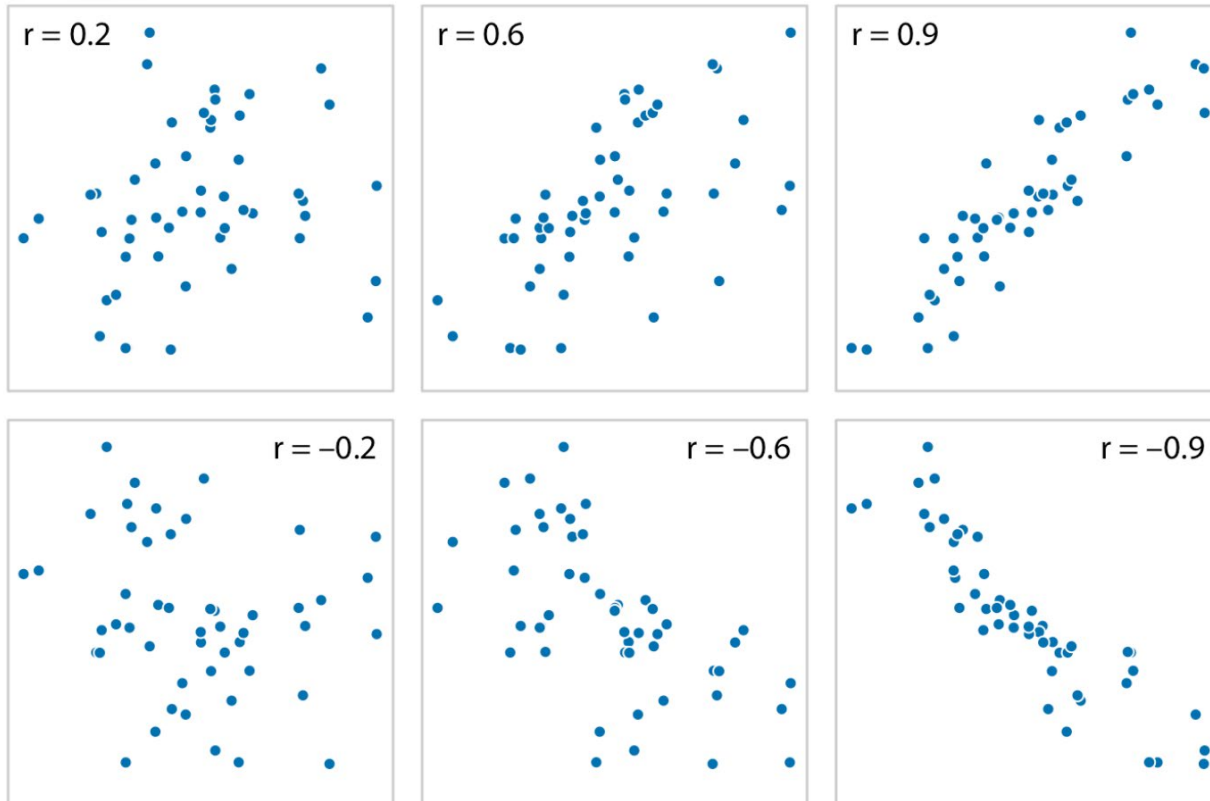 r = 0.2
r = 0.6
r = 0.9
r = –0.2
r = –0.6
r = –0.9